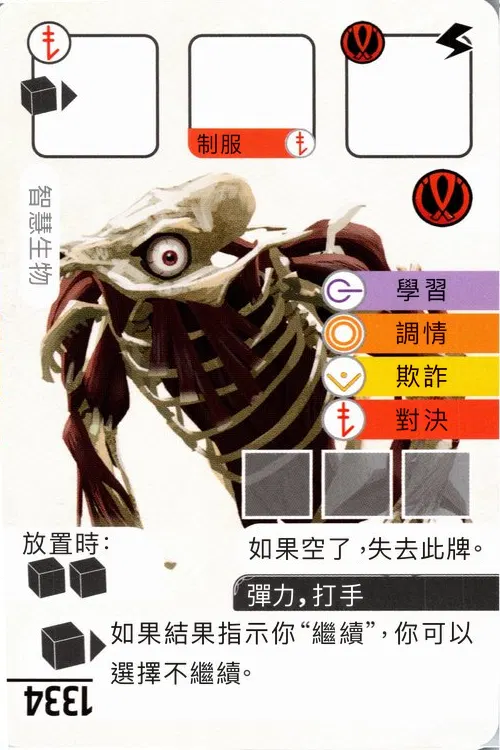 制服
智慧生物
學習
調情
欺詐
對決
放置時：
如果空了，失去此牌。
彈力，打手
如果結果指示你“繼續”，你可以
選擇不繼續。
1334